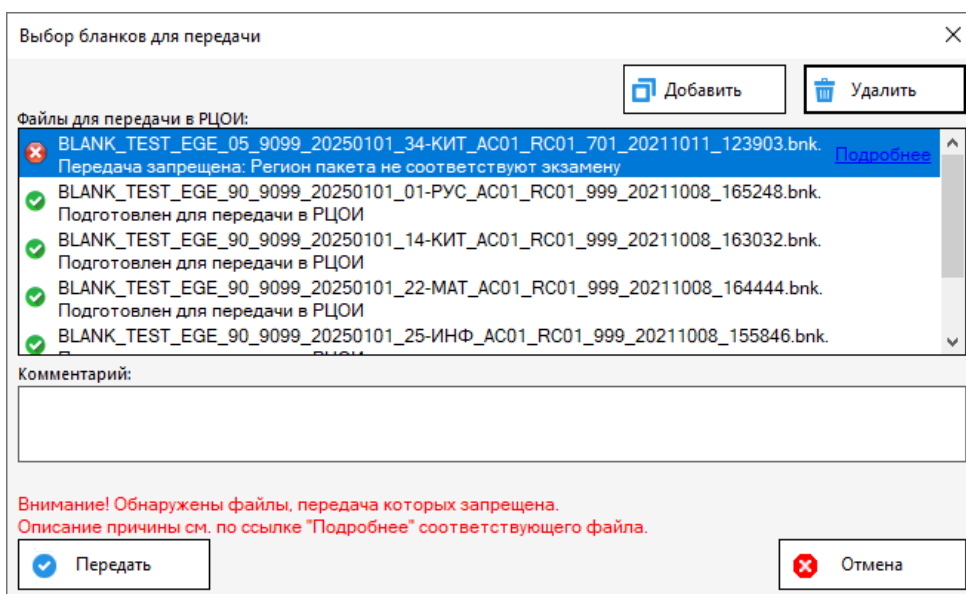 Выбор бланков для передачи
Добавить
Удалить
Файлы для передачи в РЦОИ:
BLANK_TEST_EGE_05_9099_20250101_34-КИТ_AC01_RC01_701_20211011_123903.bnk.
Передача запрещена: Регион пакета не соответствуют экзамену
Подробнее
BLANK_TEST_EGE_90_9099_20250101_01-РУС_AC01_RC01_999_20211008_165248.bnk.
Подготовлен для передачи в РЦОИ
BLANK_TEST_EGE_90_9099_20250101_14-КИТ_AC01_RC01_999_20211008_163032.bnk.
Подготовлен для передачи в РЦОИ
BLANK_TEST_EGE_90_9099_20250101_22-МАТ_AC01_RC01_999_20211008_164444.bnk.
Подготовлен для передачи в РЦОИ
BLANK_TEST_EGE_90_9099_20250101_25-ИНФ_AC01_RC01_999_20211008_155846.bnk.
Комментарий:
Внимание! Обнаружены файлы, передача которых запрещена.
Описание причины см. по ссылке "Подробнее" соответствующего файла.
Передать
Отмена